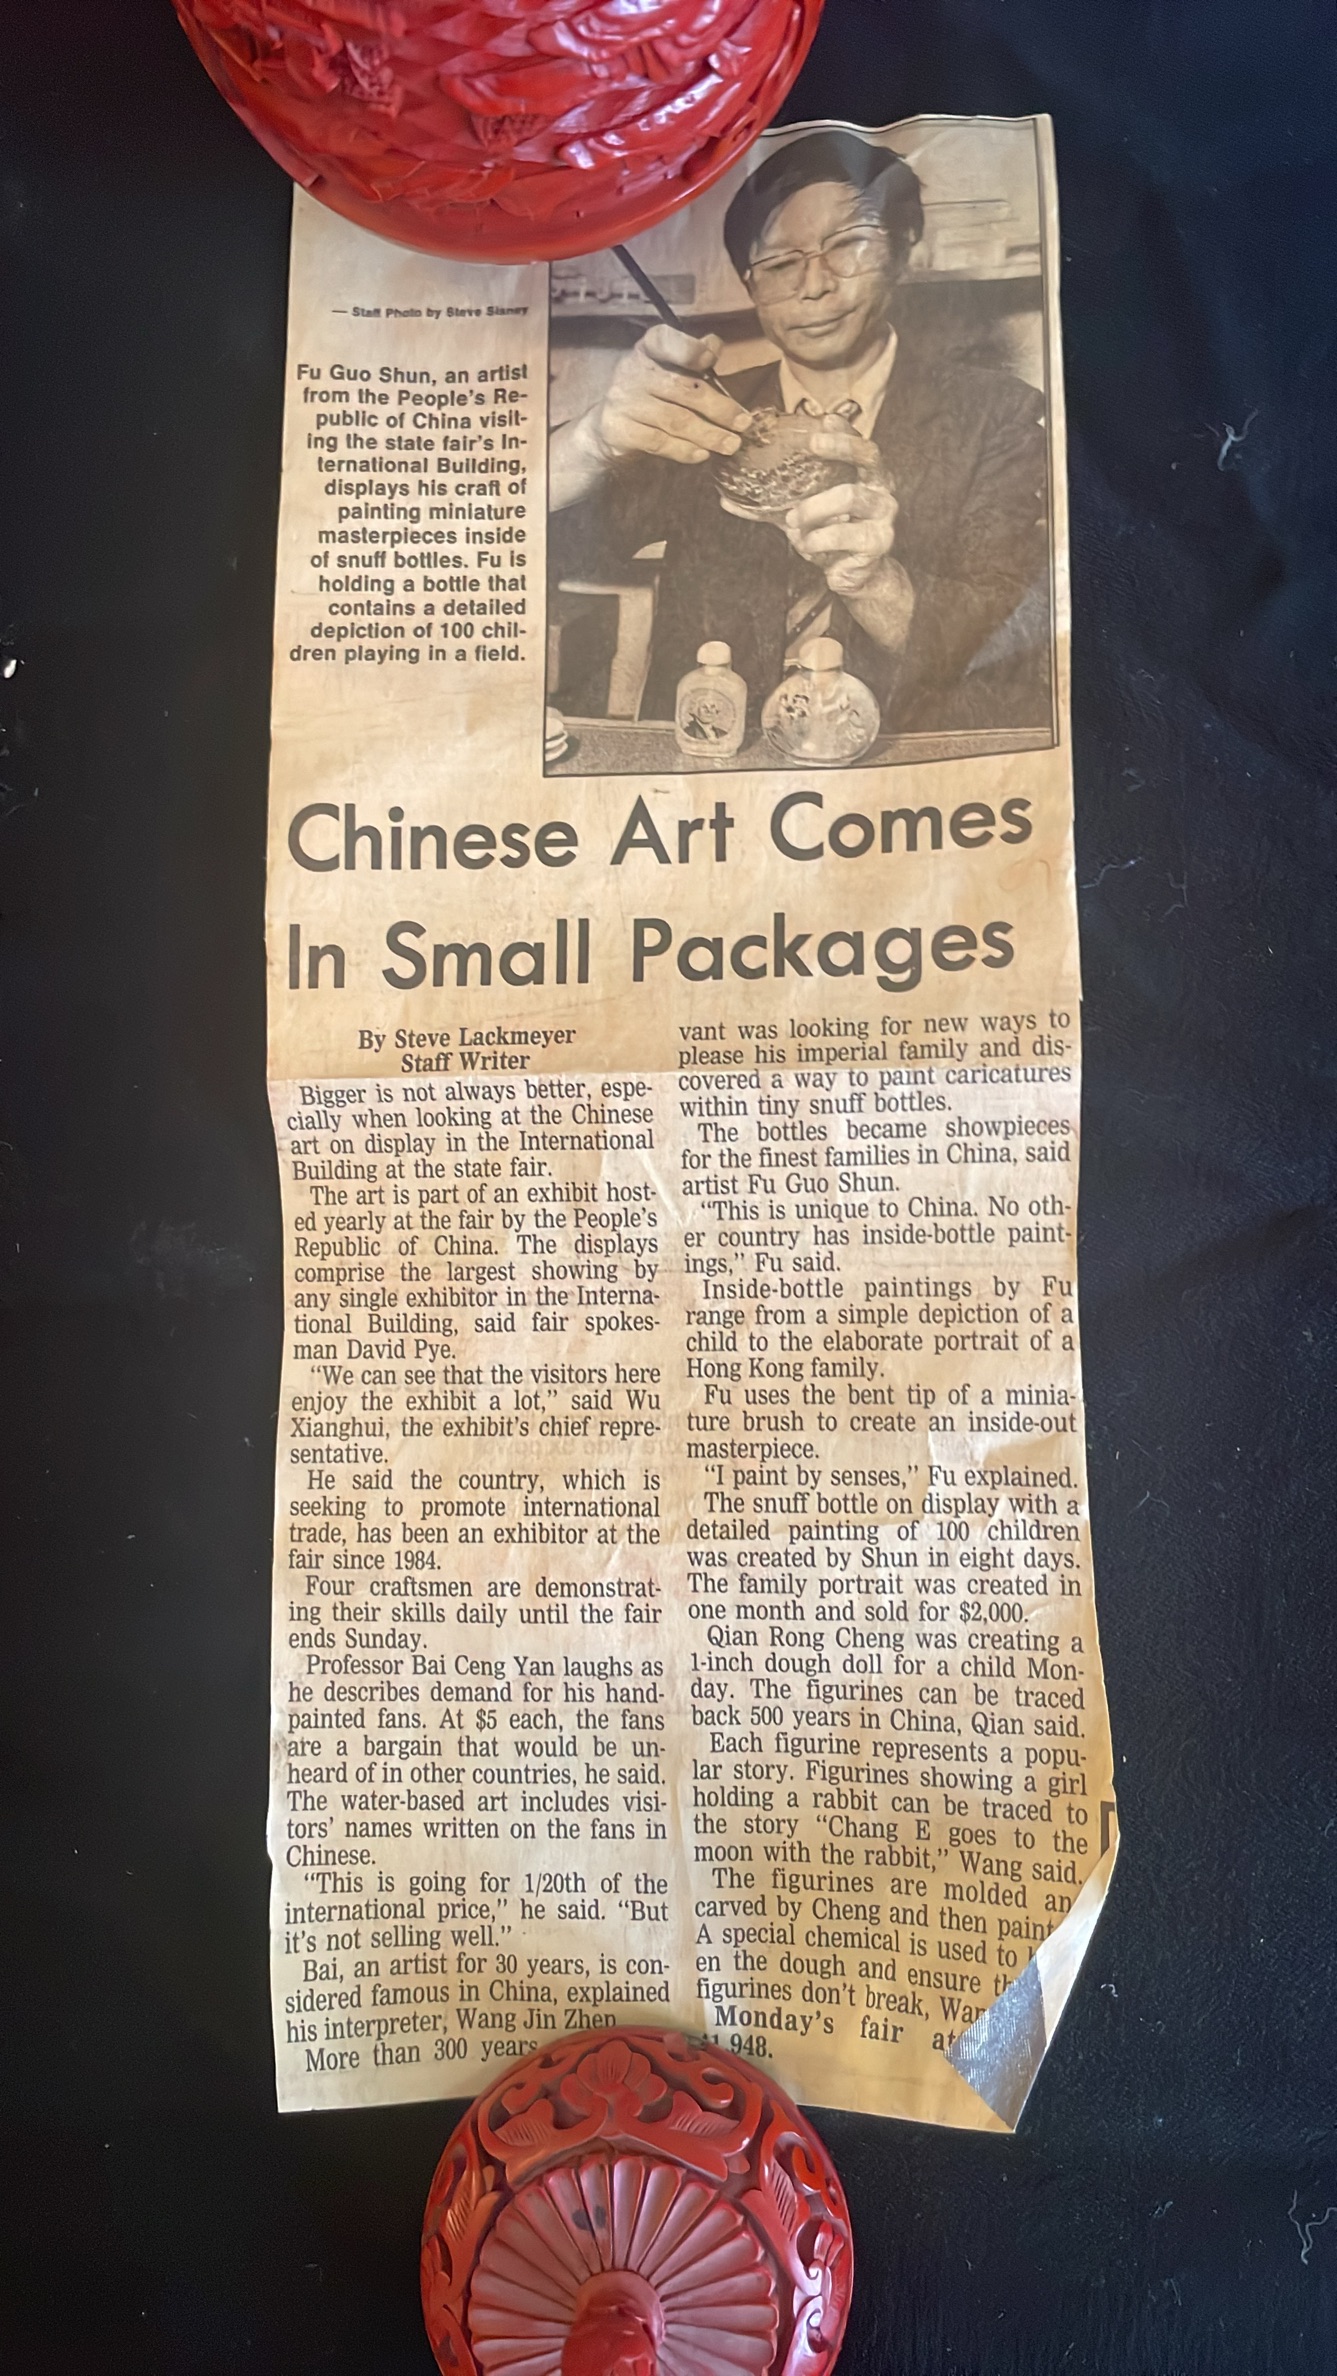 — Staff Photo by Steve Sisney
Fu Guo Shun, an artist
from the People's Re-
public of China visit-
ing the state fair's In-
ternational Building,
displays his craft of
painting miniature
masterpieces inside
of snuff bottles. Fu is
holding a bottle that
contains a detailed
depiction of 100 chil-
dren playing in a field.
Chinese Art Comes
In Small Packages
By Steve Lackmeyer
Staff Writer
Bigger is not always better, espe-
cially when looking at the Chinese
art on display in the International
Building at the state fair.
The art is part of an exhibit host-
ed yearly at the fair by the People's
Republic of China. The displays
comprise the largest showing by
any single exhibitor in the Interna-
tional Building, said fair spokes-
man David Pye.
“We can see that the visitors here
enjoy the exhibit a lot,” said Wu
Xianghui, the exhibit's chief repre-
sentative.
He said the country, which is
seeking to promote international
trade, has been an exhibitor at the
fair since 1984.
Four craftsmen are demonstrat-
ing their skills daily until the fair
ends Sunday.
Professor Bai Ceng Yan laughs as
he describes demand for his hand-
painted fans. At $5 each, the fans
are a bargain that would be un-
heard of in other countries, he said.
The water-based art includes visi-
tors' names written on the fans in
Chinese.
“This is going for 1/20th of the
international price,” he said. “But
it's not selling well.”
Bai, an artist for 30 years, is con-
sidered famous in China, explained
his interpreter, Wang Jin Zhen
More than 300 years
vant was looking for new ways to
please his imperial family and dis-
covered a way to paint caricatures
within tiny snuff bottles.
The bottles became showpieces
for the finest families in China, said
artist Fu Guo Shun.
“This is unique to China. No oth-
er country has inside-bottle paint-
ings,” Fu said.
Inside-bottle paintings by Fu
range from a simple depiction of a
child to the elaborate portrait of a
Hong Kong family.
Fu uses the bent tip of a minia-
ture brush to create an inside-out
masterpiece.
“I paint by senses,” Fu explained.
The snuff bottle on display with a
detailed painting of 100 children
was created by Shun in eight days.
The family portrait was created in
one month and sold for $2,000.
Qian Rong Cheng was creating a
1-inch dough doll for a child Mon-
day. The figurines can be traced
back 500 years in China, Qian said.
Each figurine represents a popu-
lar story. Figurines showing a girl
holding a rabbit can be traced to
the story “Chang E goes to the
moon with the rabbit,” Wang said.
The figurines are molded an
carved by Cheng and then paint
A special chemical is used to
en the dough and ensure
figurines don't break,
Monday's fair
948.